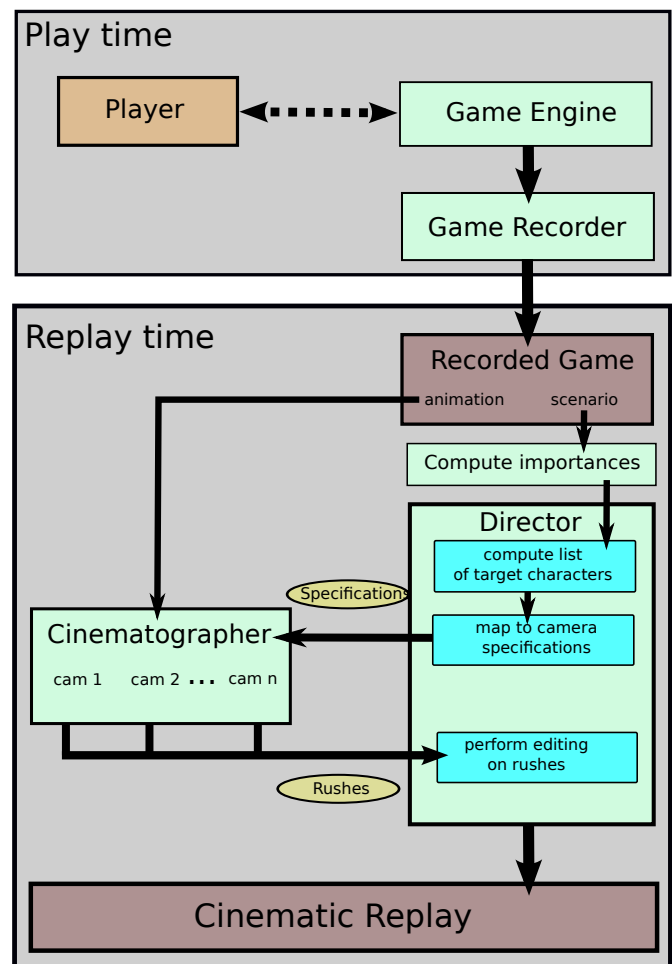 Play time
Player
Game Engine
Game Recorder
Replay time
Recorded Game
animation scenario
Compute importances
Director
compute list
of target characters
Specifications
map to camera
specifications
Cinematographer
cam 1 cam 2 ... cam n
perform editing
on rushes
Rushes
Cinematic Replay